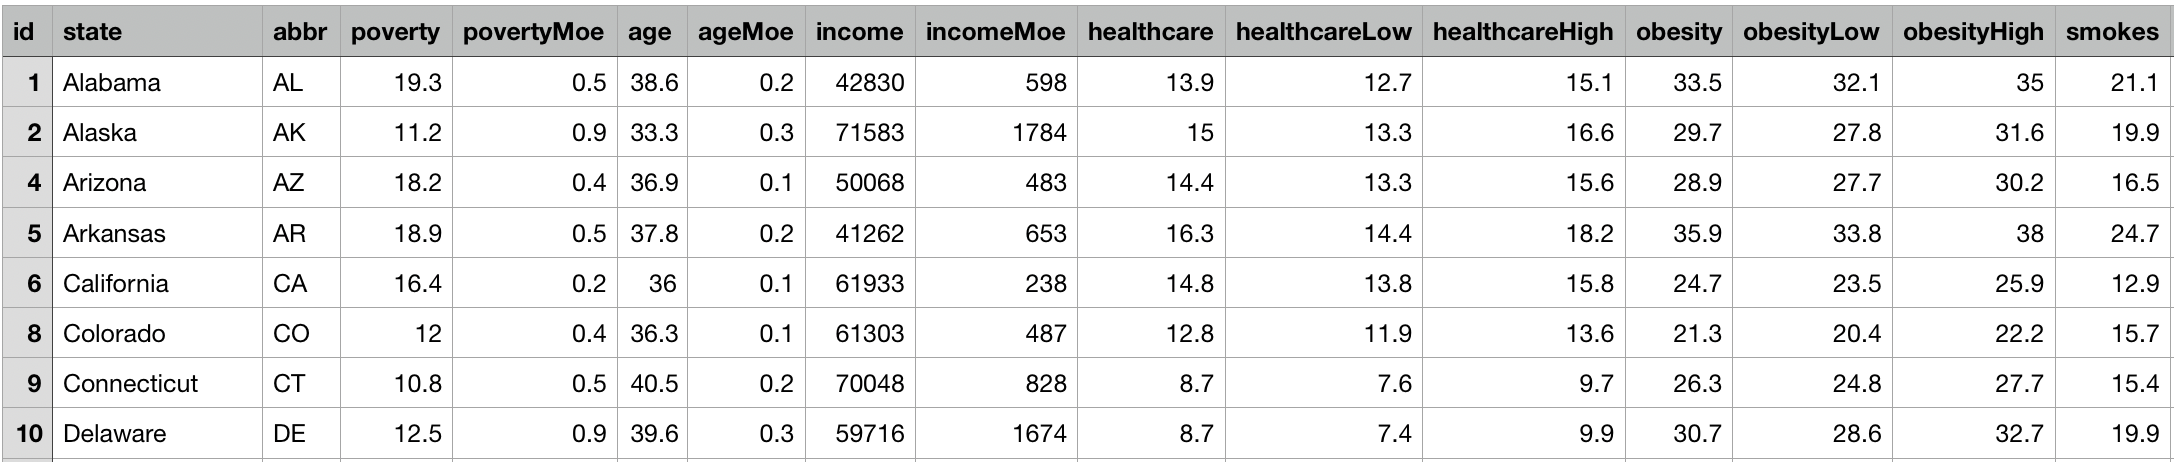 id state abbr poverty povertyMoe age ageMoe income incomeMoe healthcare healthcareLow healthcareHigh obesity obesityLow obesityHigh smokes
1 Alabama AL 19.3 0.5 38.6 0.2 42830 598 13.9 12.7 15.1 33.5 32.1 35 21.1
2 Alaska AK 11.2 0.9 33.3 0.3 71583 1784 15 13.3 16.6 29.7 27.8 31.6 19.9
4 Arizona AZ 18.2 0.4 36.9 0.1 50068 483 14.4 13.3 15.6 28.9 27.7 30.2 16.5
5 Arkansas AR 18.9 0.5 37.8 0.2 41262 653 16.3 14.4 18.2 35.9 33.8 38 24.7
6 California CA 16.4 0.2 36 0.1 61933 238 14.8 13.8 15.8 24.7 23.5 25.9 12.9
8 Colorado CO 12 0.4 36.3 0.1 61303 487 12.8 11.9 13.6 21.3 20.4 22.2 15.7
9 Connecticut CT 10.8 0.5 40.5 0.2 70048 828 8.7 7.6 9.7 26.3 24.8 27.7 15.4
10 Delaware DE 12.5 0.9 39.6 0.3 59716 1674 8.7 7.4 9.9 30.7 28.6 32.7 19.9